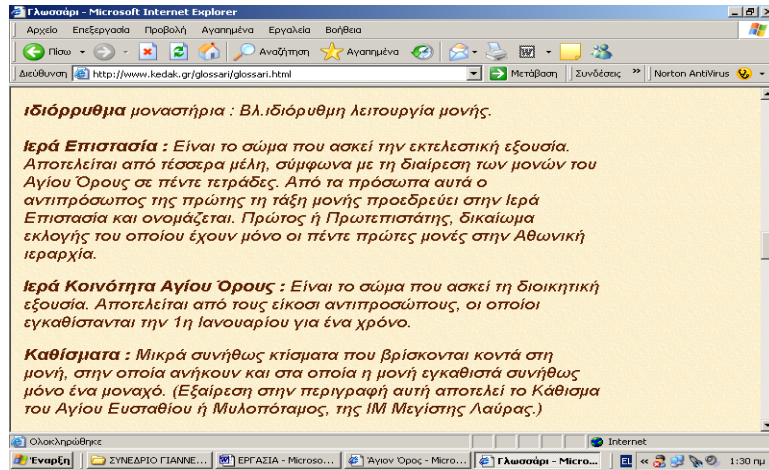 Γλωσσάρι - Microsoft Internet Explorer
Αρχείο Επεξεργασία Προβολή Αγαπημένα Εργαλεία Βοήθεια
Πίσω Αναζήτηση Αγαπημένα
Διεύθυνση http://www.kedak.gr/glossari/glossari.html Μετάβαση Συνδέσεις » Norton AntiVirus
ιδιόρρυθμα μοναστήρια : Βλ.ιδιόρυθμη λειτουργία μονής.
Ιερά Επιστασία : Είναι το σώμα που ασκεί την εκτελεστική εξουσία.
Αποτελείται από τέσσερα μέλη, σύμφωνα με τη διαίρεση των μονών του
Αγίου Όρους σε πέντε τετράδες. Από τα πρόσωπα αυτά ο
αντιπρόσωπος της πρώτης τη τάξη μονής προεδρεύει στην Ιερά
Επιστασία και ονομάζεται. Πρώτος ή Πρωτεπιστάτης, δικαίωμα
εκλογής του οποίου έχουν μόνο οι πέντε πρώτες μονές στην Αθωνική
ιεραρχία.
Ιερά Κοινότητα Αγίου Όρους : Είναι το σώμα που ασκεί τη διοικητική
εξουσία. Αποτελείται από τους είκοσι αντιπροσώπους, οι οποίοι
εγκαθίστανται την 1η Ιανουαρίου για ένα χρόνο.
Καθίσματα : Μικρά συνήθως κτίσματα που βρίσκονται κοντά στη
μονή, στην οποία ανήκουν και στα οποία η μονή εγκαθιστά συνήθως
μόνο ένα μοναχό. (Εξαίρεση στην περιγραφή αυτή αποτελεί το Κάθισμα
του Αγίου Ευσταθίου ή Μυλοπόταμος, της ΙΜ Μεγίστης Λαύρας.)
Ολοκληρώθηκε Internet
Έναρξη ΣΥΝΕΔΡΙΟ ΓΙΑΝΝΕ... ΕΡΓΑΣΙΑ - Microso... Άγιον Όρος - Micro... Γλωσσάρι - Micro... EL « 1:30 πμ